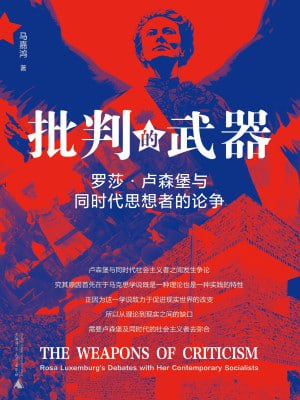 马嘉鸿 著
批判的武器
罗莎·卢森堡与
同时代思想者的论争
卢森堡与同时代社会主义者之间发生争论
究其原因首先在于马克思学说既是一种理论也是一种实践的特性
正因为这一学说致力于促进现实世界的改变
所以从理论到现实之间的缺口
需要卢森堡及同时代的社会主义者去弥合
THE WEAPONS OF CRITICISM
Rosa Luxemburg's Debates with Her Contemporary Socialists